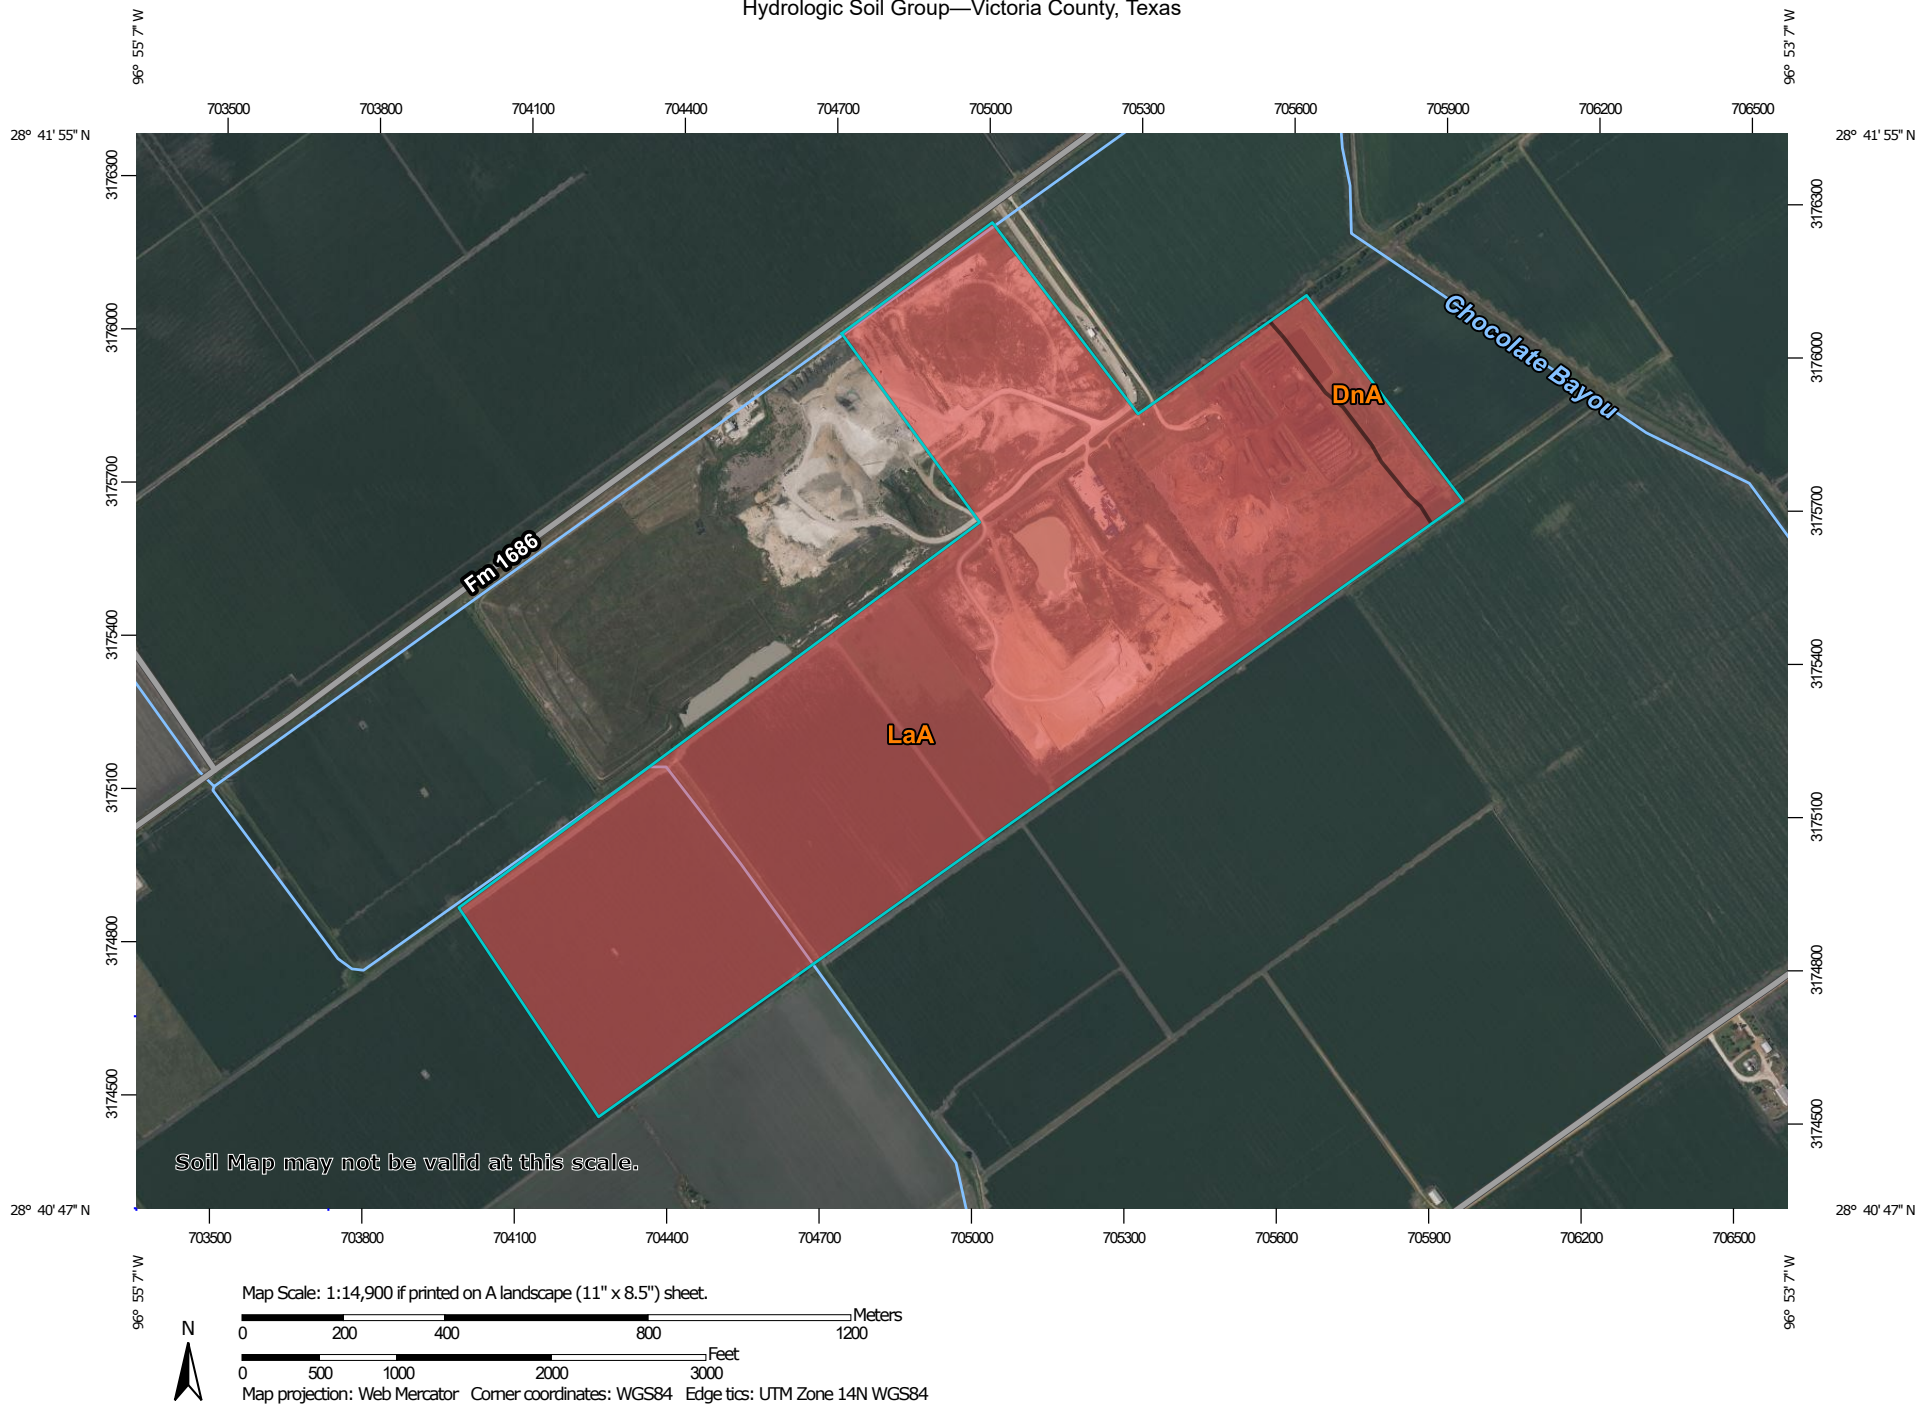 Hydrologic Soil Group—Victoria County, Texas
96° 55' 7'' W
96° 53' 7'' W
703500 703800 704100 704400 704700 705000 705300 705600 705900 706200 706500
28° 41' 55'' N
28° 41' 55'' N
3176300
3176000
3175700
3175400
3175100
3174800
3174500
3176300
3176000
3175700
3175400
3175100
3174800
3174500
Chocolate Bayou
DnA
Fm 1686
LaA
Soil Map may not be valid at this scale.
28° 40' 47'' N
28° 40' 47'' N
703500 703800 704100 704400 704700 705000 705300 705600 705900 706200 706500
96° 55' 7'' W
96° 53' 7'' W
Map Scale: 1:14,900 if printed on A landscape (11" x 8.5") sheet.
Meters
0 200 400 800 1200
Feet
0 500 1000 2000 3000
N
Map projection: Web Mercator Corner coordinates: WGS84 Edge tics: UTM Zone 14N WGS84